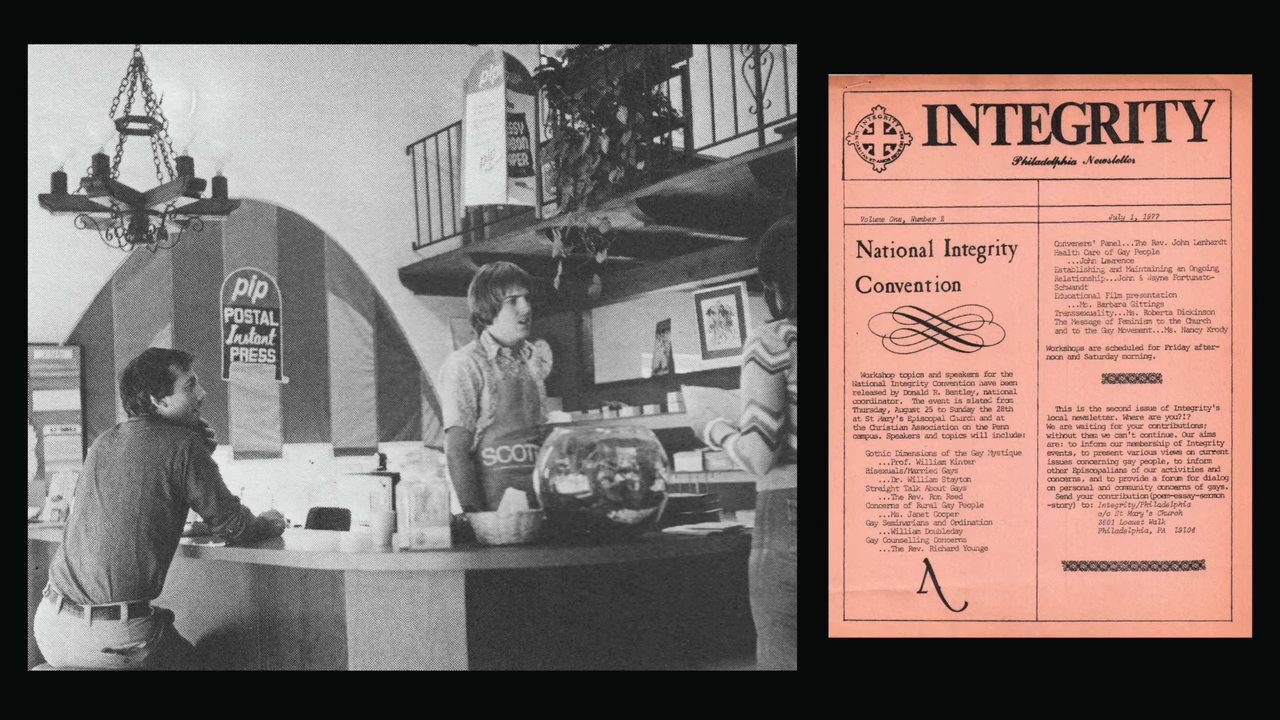 pip
pip
POSTAL
Instant
PRESS
SCOTT
INTEGRITY
INTEGRITY
Philadelphia Newsletter
Volume One, Number 2
July 1, 1977
National Integrity
Convention
Workshop topics and speakers for the
National Integrity Convention have been
released by Donald R. Bentley, national
coordinator. The event is slated from
Thursday, August 25 to Sunday the 28th
at St Mary's Episcopal Church and at
the Christian Association on the Penn
campus. Speakers and topics will include:
Gothic Dimensions of the Gay Mystique
...Prof. William Kinter
Bisexuals/Married Gays
...Dr. William Stayton
Straight Talk About Gays
...The Rev. Ron Reed
Concerns of Rural Gay People
...Ms. Janet Cooper
Gay Seminarians and Ordination
...William Doubleday
Gay Counselling Concerns
...The Rev. Richard Younge
Conveners' Panel...The Rev. John Lenhardt
Health Care of Gay People
...John Lawrence
Establishing and Maintaining an Ongoing
Relationship...John & Wayne Fortunato-
Schwandt
Educational Film presentation
...Ms. Barbara Gittings
Transsexuality...Ms. Roberta Dickinson
The Message of Feminism to the Church
and to the Gay Movement...Ms. Nancy Krody
Workshops are scheduled for Friday after-
noon and Saturday morning.
This is the second issue of Integrity's
local newsletter. Where are you?!?
We are waiting for your contributions;
without them we can't continue. Our aims
are: to inform our membership of Integrity
events, to present various views on current
issues concerning gay people, to inform
other Episcopalians of our activities and
concerns, and to provide a forum for dialog
on personal and community concerns of gays.
Send your contribution(poem-essay-sermon
-story) to: Integrity/Philadelphia
c/o St Mary's Church
3601 Locust Walk
Philadelphia, PA 19104